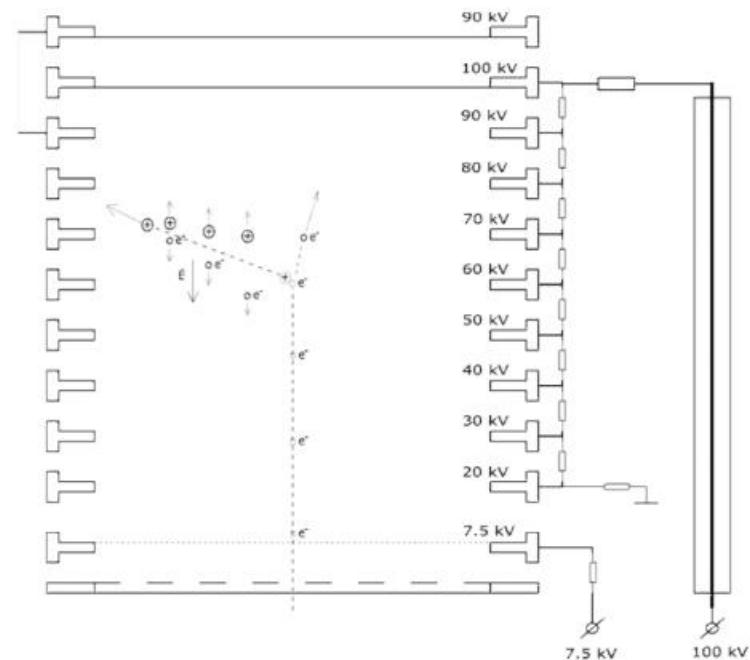 90 kV
100 kV
90 kV
80 kV
70 kV
60 kV
50 kV
40 kV
30 kV
20 kV
7.5 kV
e⁻
e⁻
e⁻
e⁻
e⁻
E
e⁻
e⁻
e⁻
7.5 kV
100 kV